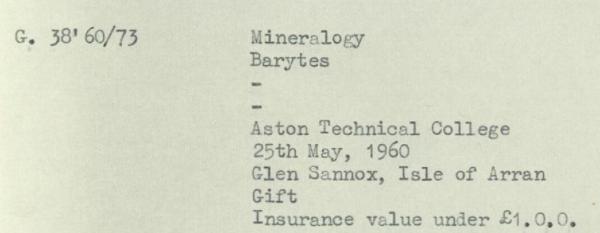 G. 38'60/73 Mineralogy
Barytes
-
-
Aston Technical College
25th May, 1960
Glen Sannox, Isle of Arran
Gift
Insurance value under £1.0.0.